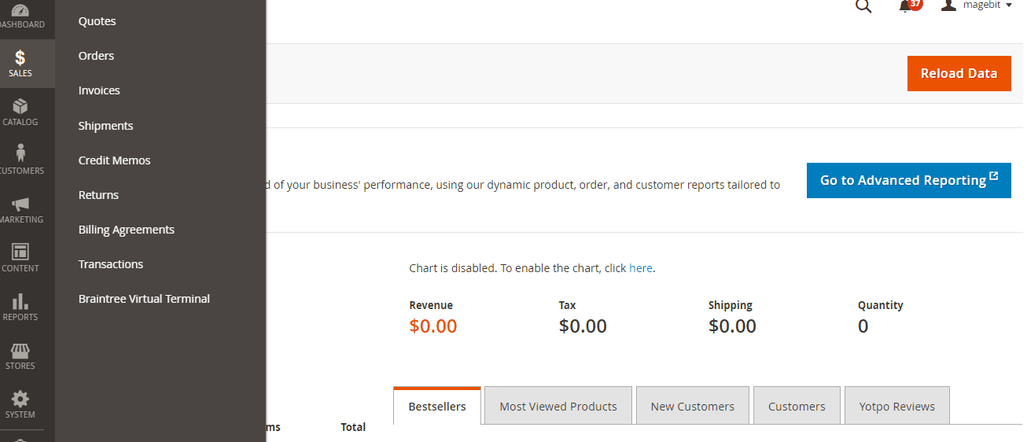 DASHBOARD
SALES
CATALOG
CUSTOMERS
MARKETING
CONTENT
REPORTS
STORES
SYSTEM
Quotes
Orders
Invoices
Shipments
Credit Memos
Returns
Billing Agreements
Transactions
Braintree Virtual Terminal
37
magebit
Reload Data
d of your business' performance, using our dynamic product, order, and customer reports tailored to
Go to Advanced Reporting
Chart is disabled. To enable the chart, click here.
Revenue Tax Shipping Quantity
$0.00 $0.00 $0.00 0
Bestsellers Most Viewed Products New Customers Customers Yotpo Reviews
ms Total